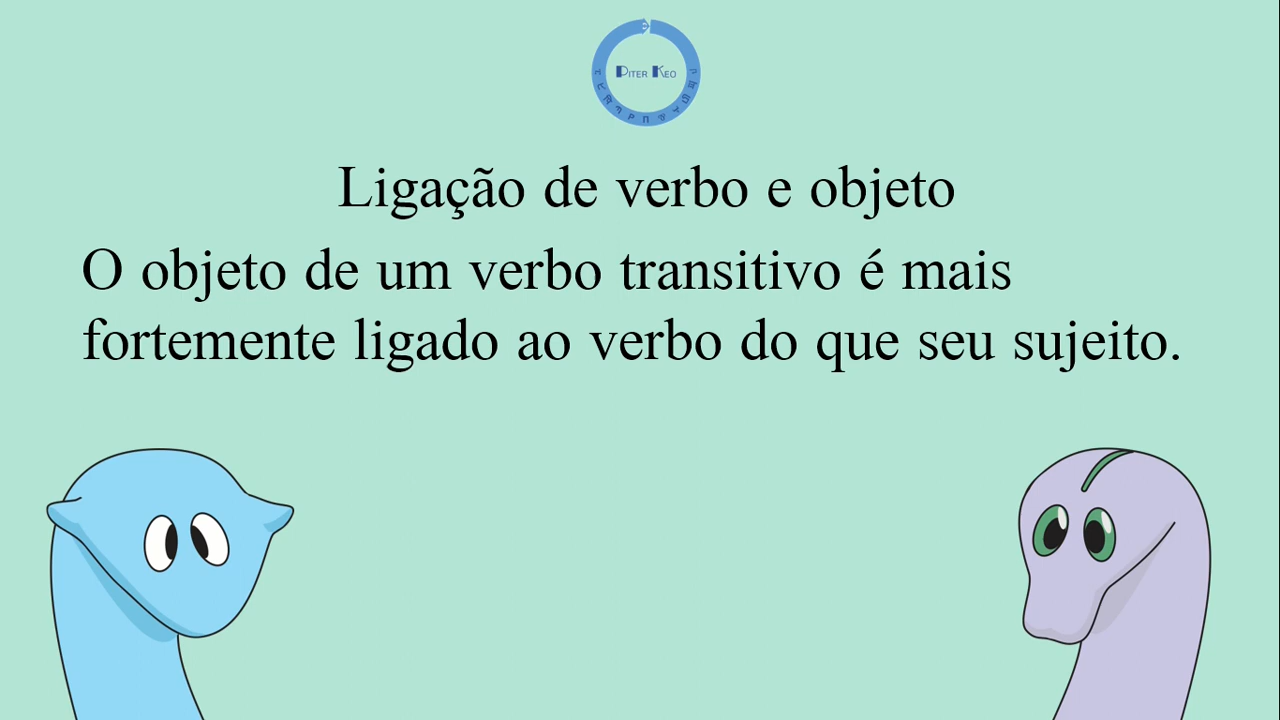 Piter Keo
Ligação de verbo e objeto
O objeto de um verbo transitivo é mais
fortemente ligado ao verbo do que seu sujeito.